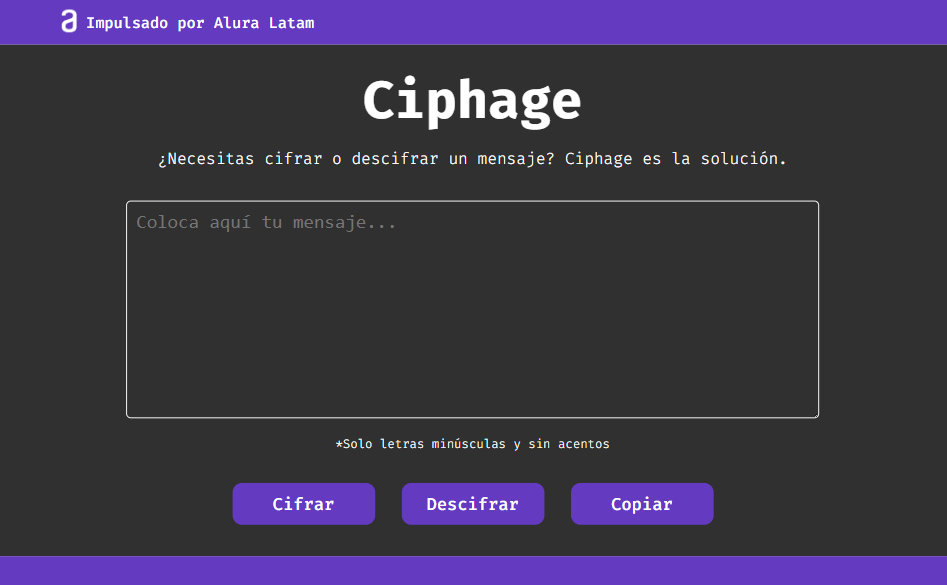 a Impulsado por Alura Latam
Ciphage
¿Necesitas cifrar o descifrar un mensaje? Ciphage es la solución.
Coloca aquí tu mensaje...
*Solo letras minúsculas y sin acentos
Cifrar Descifrar Copiar